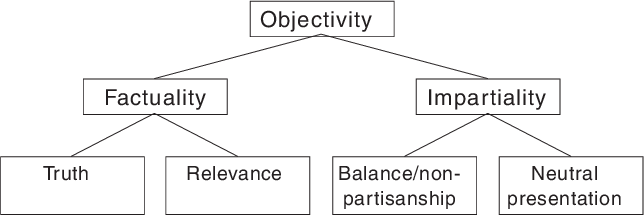 Objectivity
Factuality
Impartiality
Truth
Relevance
Balance/non-
partisanship
Neutral
presentation